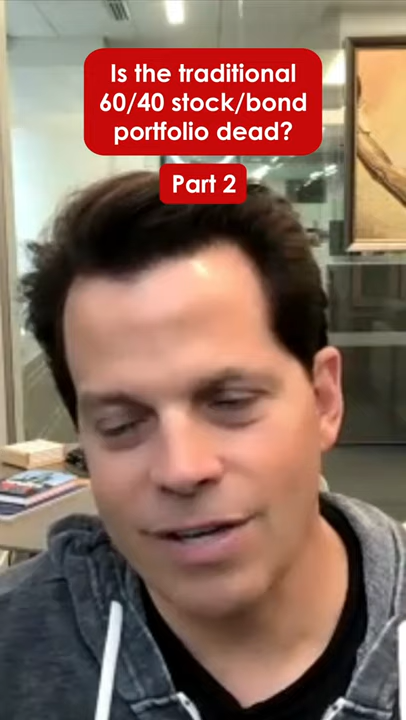 Is the traditional
60/40 stock/bond
portfolio dead?
Part 2